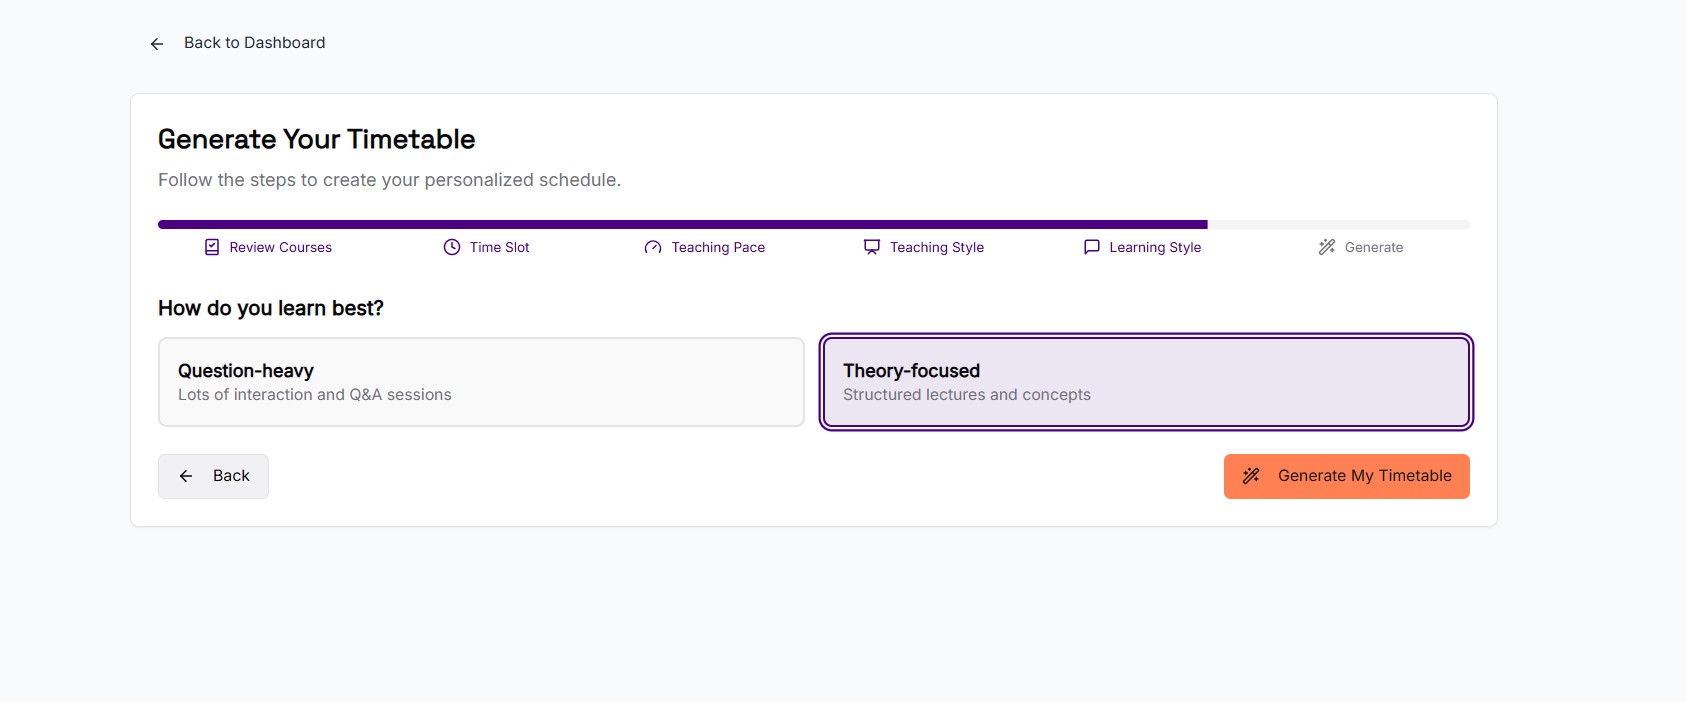 Back to Dashboard
Generate Your Timetable
Follow the steps to create your personalized schedule.
Review Courses
Time Slot
Teaching Pace
Teaching Style
Learning Style
Generate
How do you learn best?
Question-heavy
Lots of interaction and Q&A sessions
Theory-focused
Structured lectures and concepts
Back
Generate My Timetable